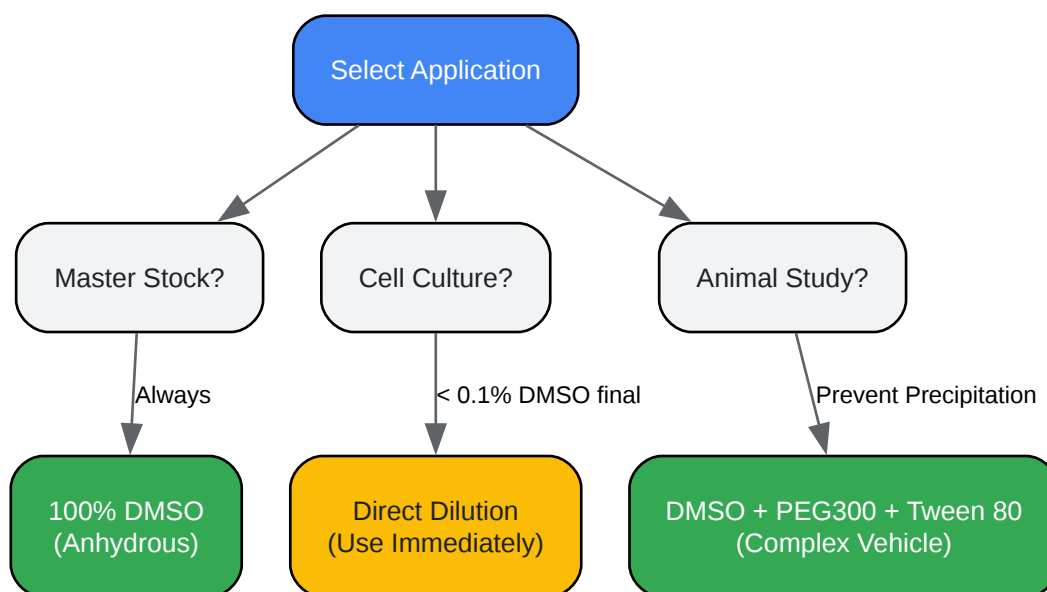 Select Application
Master Stock?
Cell Culture?
Animal Study?
Always
< 0.1% DMSO final
Prevent Precipitation
100% DMSO
(Anhydrous)
Direct Dilution
(Use Immediately)
DMSO + PEG300 + Tween 80
(Complex Vehicle)